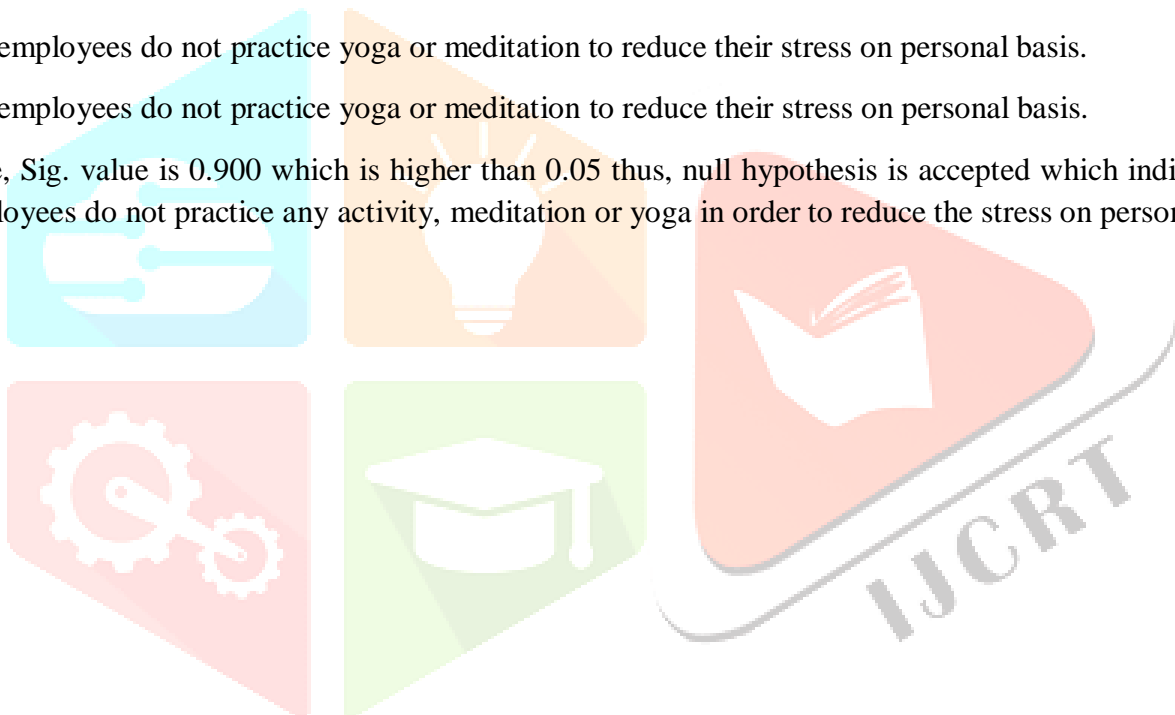 employees do not practice yoga or meditation to reduce their stress on personal basis.
employees do not practice yoga or meditation to reduce their stress on personal basis.
, Sig. value is 0.900 which is higher than 0.05 thus, null hypothesis is accepted which indi
loyees do not practice any activity, meditation or yoga in order to reduce the stress on person
IJCRT